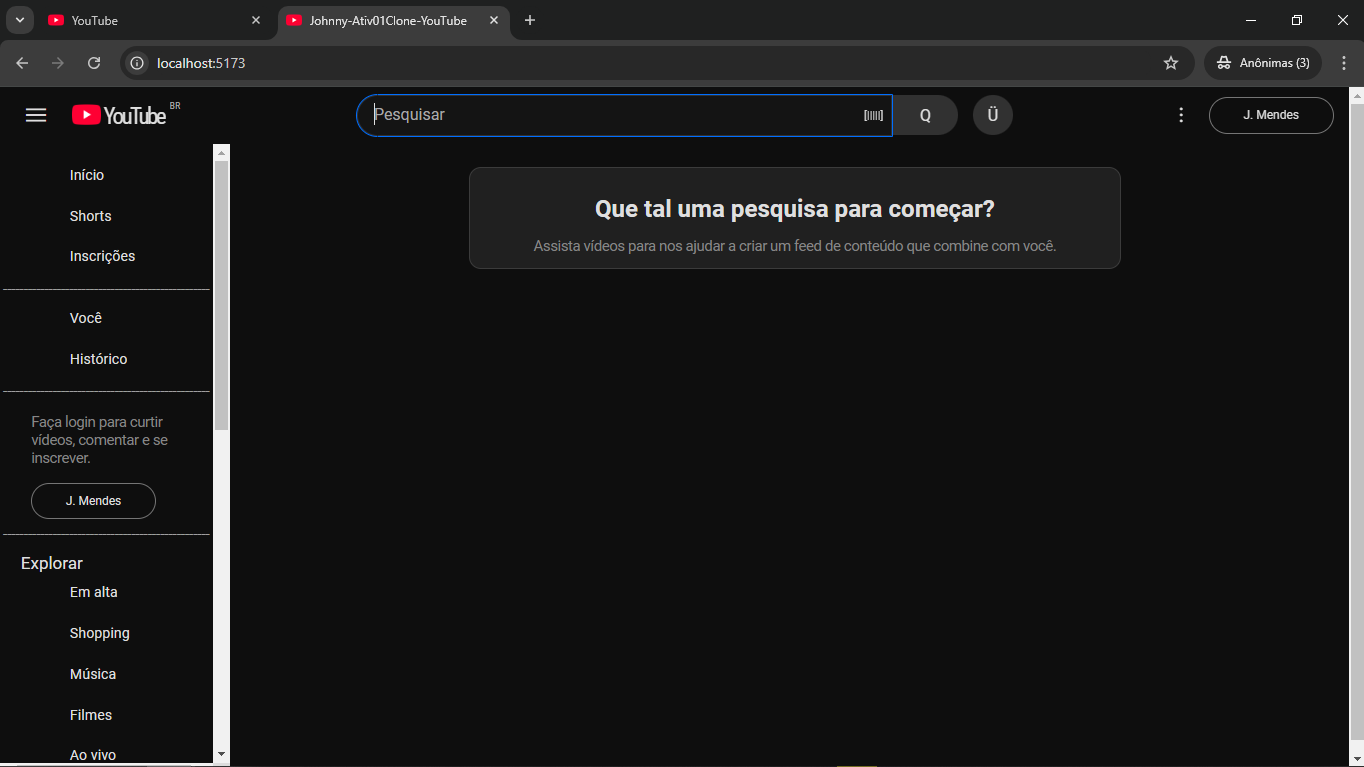 YouTube
Johnny-Ativ01Clone-YouTube
localhost:5173
Anônimas (3)
YouTube BR
Pesquisar
Q
Ü
J. Mendes
Início
Shorts
Inscrições
Você
Histórico
Faça login para curtir
vídeos, comentar e se
inscrever.
J. Mendes
Explorar
Em alta
Shopping
Música
Filmes
Ao vivo
Que tal uma pesquisa para começar?
Assista vídeos para nos ajudar a criar um feed de conteúdo que combine com você.